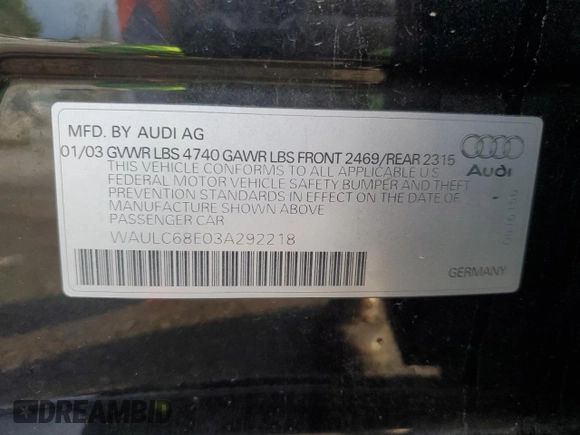 MFD. BY AUDI AG
01/03 GVWR LBS 4740 GAWR LBS FRONT 2469/REAR 2315
THIS VEHICLE CONFORMS TO ALL APPLICABLE U.S.
FEDERAL MOTOR VEHICLE SAFETY BUMPER AND THEFT
PREVENTION STANDARDS IN EFFECT ON THE DATE OF
MANUFACTURE SHOWN ABOVE.
PASSENGER CAR
WAULC68E03A292218
Audi
GERMANY
DREAMBID